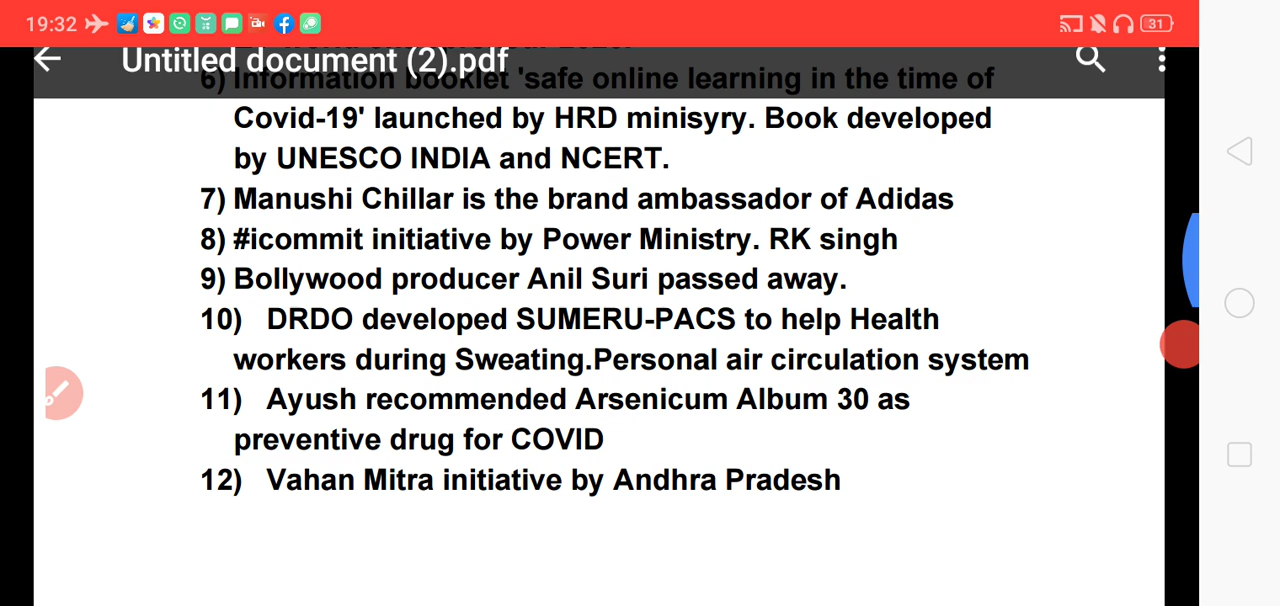 19:32
31
Untitled document (2).pdf
6) Information booklet 'safe online learning in the time of
Covid-19' launched by HRD minisyry. Book developed
by UNESCO INDIA and NCERT.
7) Manushi Chillar is the brand ambassador of Adidas
8) #icommit initiative by Power Ministry. RK singh
9) Bollywood producer Anil Suri passed away.
10) DRDO developed SUMERU-PACS to help Health
workers during Sweating.Personal air circulation system
11) Ayush recommended Arsenicum Album 30 as
preventive drug for COVID
12) Vahan Mitra initiative by Andhra Pradesh